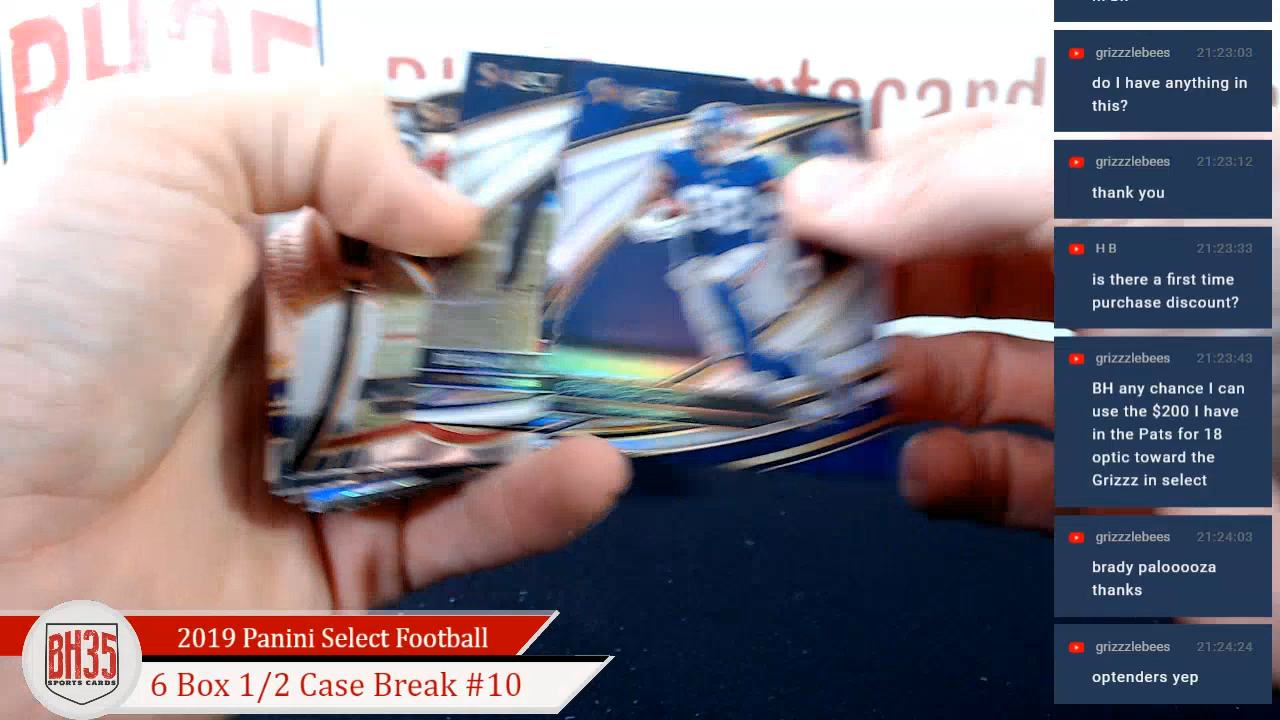 SELECT
SELECT
88
grizzzlebees 21:23:03
do I have anything in
this?
grizzzlebees 21:23:12
thank you
H B 21:23:33
is there a first time
purchase discount?
grizzzlebees 21:23:43
BH any chance I can
use the $200 I have
in the Pats for 18
optic toward the
Grizzz in select
grizzzlebees 21:24:03
brady palooooza
thanks
grizzzlebees 21:24:24
optenders yep
BH35
SPORTS CARDS
2019 Panini Select Football
6 Box 1/2 Case Break #10